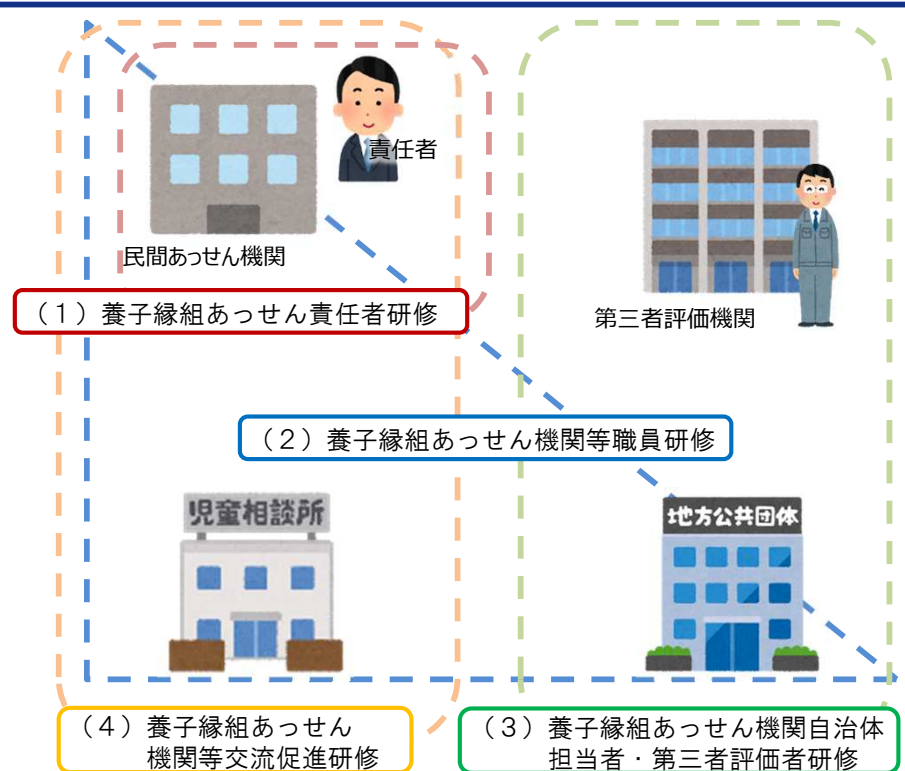 責任者
民間あっせん機関
(1)養子縁組あっせん責任者研修
第三者評価機関
(2)養子縁組あっせん機関等職員研修
児童相談所
地方公共団体
(4)養子縁組あっせん
機関等交流促進研修
(3)養子縁組あっせん機関自治体
担当者・第三者評価者研修